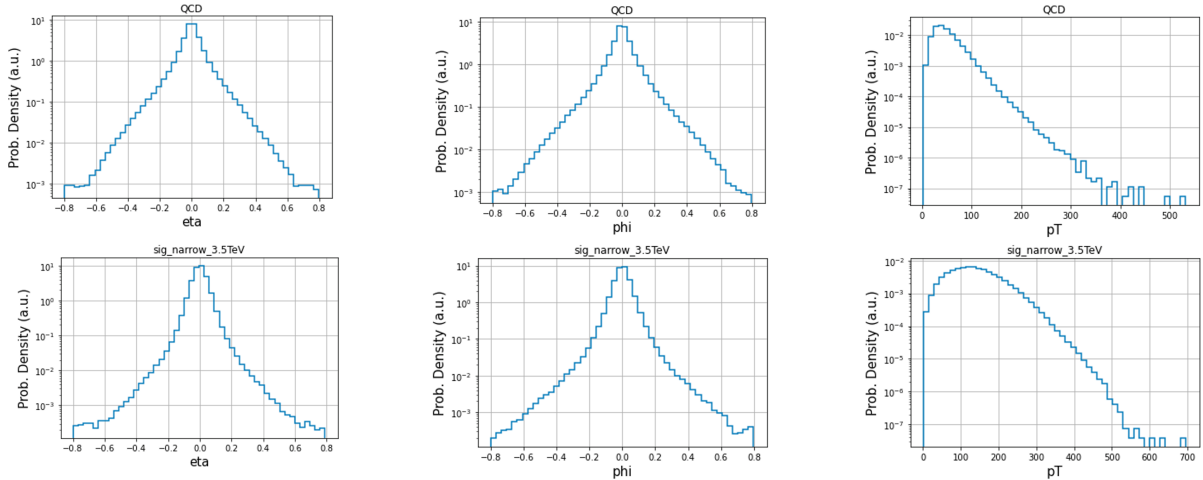 QCD
Prob. Density (a.u.)
10¹
10⁰
10⁻¹
10⁻²
10⁻³
−0.8 −0.6 −0.4 −0.2 0.0 0.2 0.4 0.6 0.8
eta
QCD
Prob. Density (a.u.)
10¹
10⁰
10⁻¹
10⁻²
10⁻³
−0.8 −0.6 −0.4 −0.2 0.0 0.2 0.4 0.6 0.8
phi
QCD
Prob. Density (a.u.)
10⁻²
10⁻³
10⁻⁴
10⁻⁵
10⁻⁶
10⁻⁷
0 100 200 300 400 500
pT
sig_narrow_3.5TeV
Prob. Density (a.u.)
10¹
10⁰
10⁻¹
10⁻²
10⁻³
−0.8 −0.6 −0.4 −0.2 0.0 0.2 0.4 0.6 0.8
eta
sig_narrow_3.5TeV
Prob. Density (a.u.)
10¹
10⁰
10⁻¹
10⁻²
10⁻³
−0.8 −0.6 −0.4 −0.2 0.0 0.2 0.4 0.6 0.8
phi
sig_narrow_3.5TeV
Prob. Density (a.u.)
10⁻²
10⁻³
10⁻⁴
10⁻⁵
10⁻⁶
10⁻⁷
0 100 200 300 400 500 600 700
pT